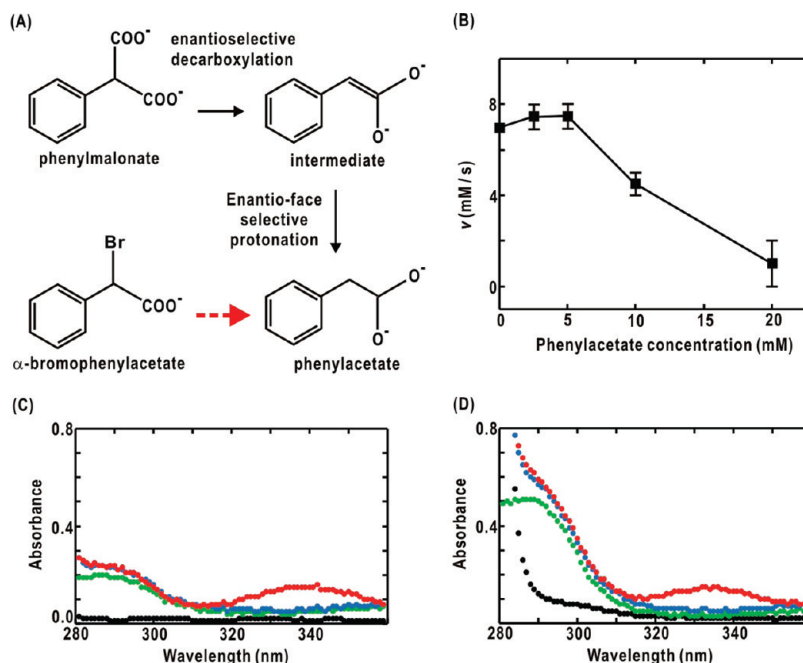 (A)
COO⁻
COO⁻
phenylmalonate
enantioselective
decarboxylation
O⁻
O⁻
intermediate
Enantio-face
selective
protonation
Br
COO⁻
α-bromophenylacetate
O⁻
O⁻
phenylacetate
(B)
v (mM / s)
8
4
0
0
5
10
15
20
Phenylacetate concentration (mM)
(C)
Absorbance
0.8
0.4
0.0
280
300
320
340
Wavelength (nm)
(D)
Absorbance
0.8
0.4
0
280
300
320
340
Wavelength (nm)